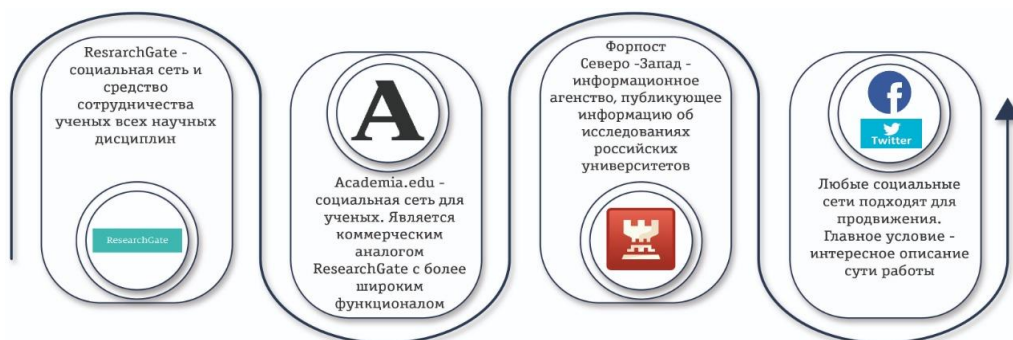 ResrarchGate -
социальная сеть и
средство
сотрудничества
ученых всех научных
дисциплин
ResearchGate
A
Academia.edu -
социальная сеть для
ученых. Является
коммерческим
аналогом
ResearchGate с более
широким
функционалом
Форпост
Северо -Запад -
информационное
агенство, публикующее
информацию об
исследованиях
российских
университетов
f
Twitter
Любые социальные
сети подходят для
продвижения.
Главное условие -
интересное описание
сути работы